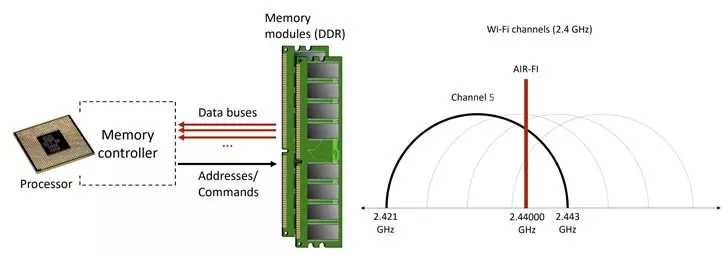 Memory
modules (DDR)
Data buses
...
Memory
controller
Addresses/
Commands
Processor
Wi-Fi channels (2.4 GHz)
AIR-FI
Channel 5
2.421
GHz
2.44000
GHz
2.443
GHz